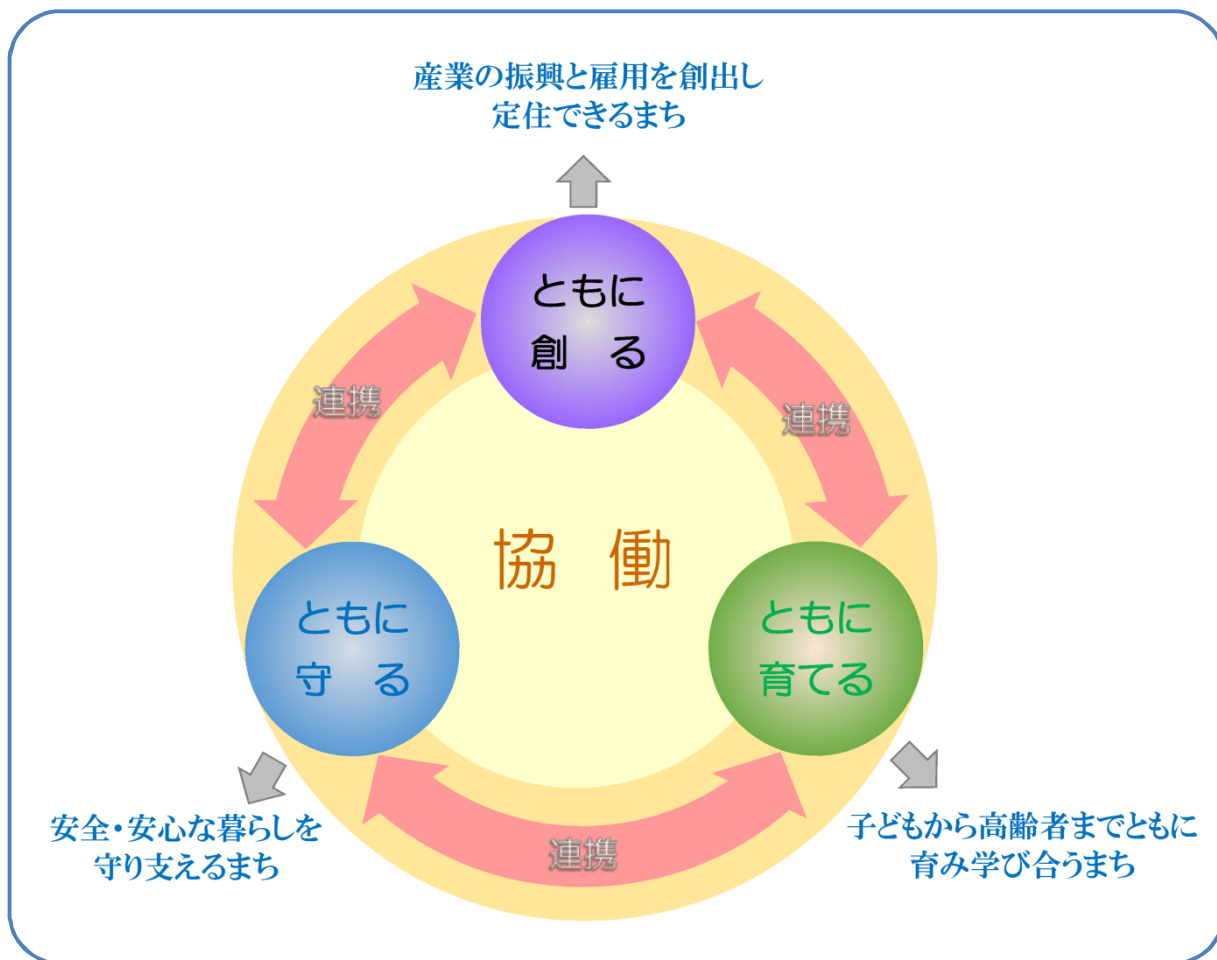 産業の振興と雇用を創出し
定住できるまち
ともに
創　る
連携
連携
協　働
ともに
守　る
ともに
育てる
安全・安心な暮らしを
守り支えるまち
連携
子どもから高齢者までともに
育み学び合うまち